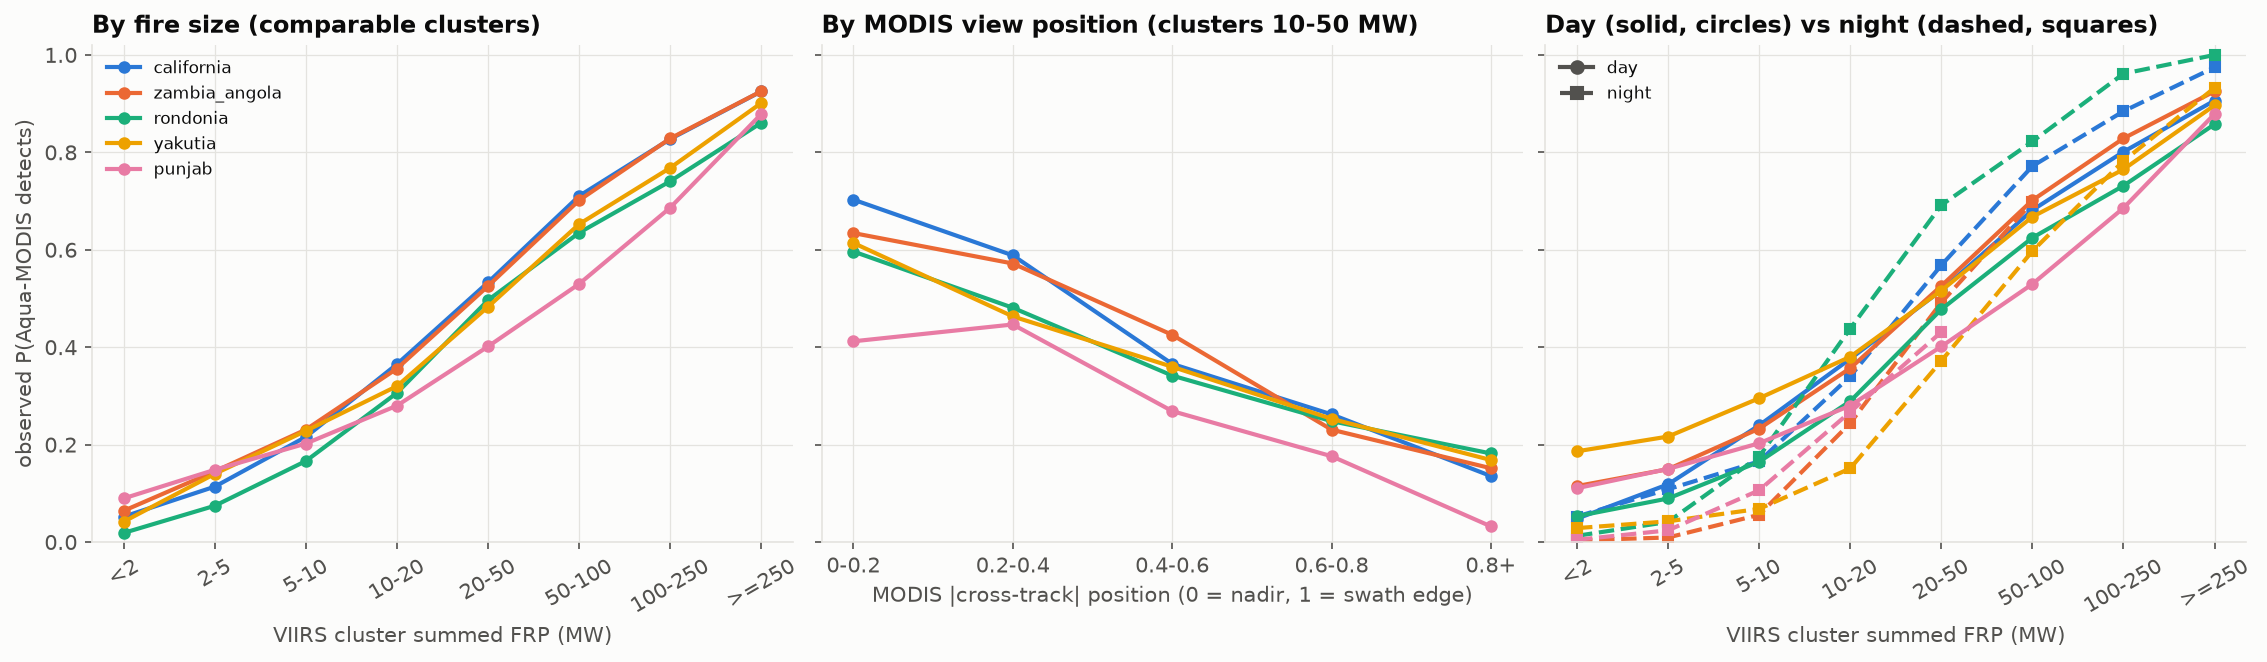 By fire size (comparable clusters)
observed P(Aqua-MODIS detects)
1.0
0.8
0.6
0.4
0.2
0.0
california
zambia_angola
rondonia
yakutia
punjab
<2
2-5
5-10
10-20
20-50
50-100
100-250
>=250
VIIRS cluster summed FRP (MW)
By MODIS view position (clusters 10-50 MW)
0-0.2
0.2-0.4
0.4-0.6
0.6-0.8
0.8+
MODIS |cross-track| position (0 = nadir, 1 = swath edge)
Day (solid, circles) vs night (dashed, squares)
day
night
<2
2-5
5-10
10-20
20-50
50-100
100-250
>=250
VIIRS cluster summed FRP (MW)